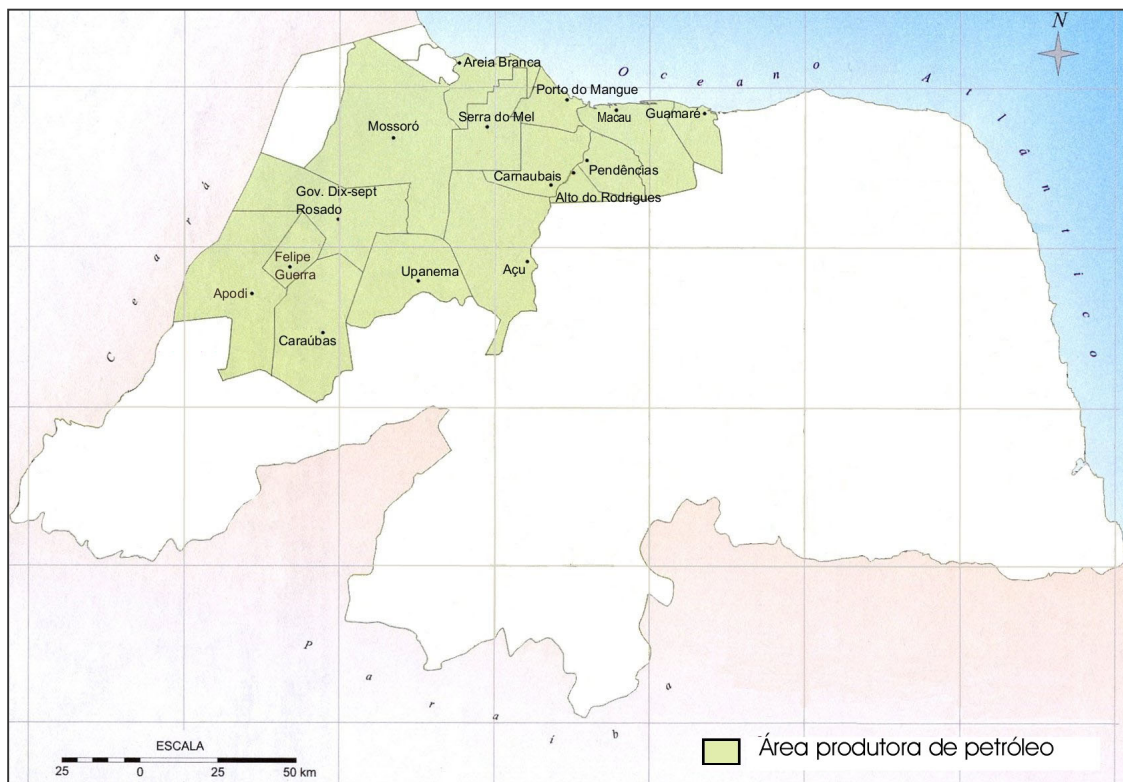 N
Oceano Atlântico
Areia Branca
Porto do Mangue
Macau
Guamaré
Serra do Mel
Mossoró
Pendências
Carnaubais
Alto do Rodrigues
Gov. Dix-sept
Rosado
Felipe
Guerra
Upanema
Açu
Apodi
Caraúbas
Ceará
Paraíba
ESCALA
25 0 25 50 km
Área produtora de petróleo